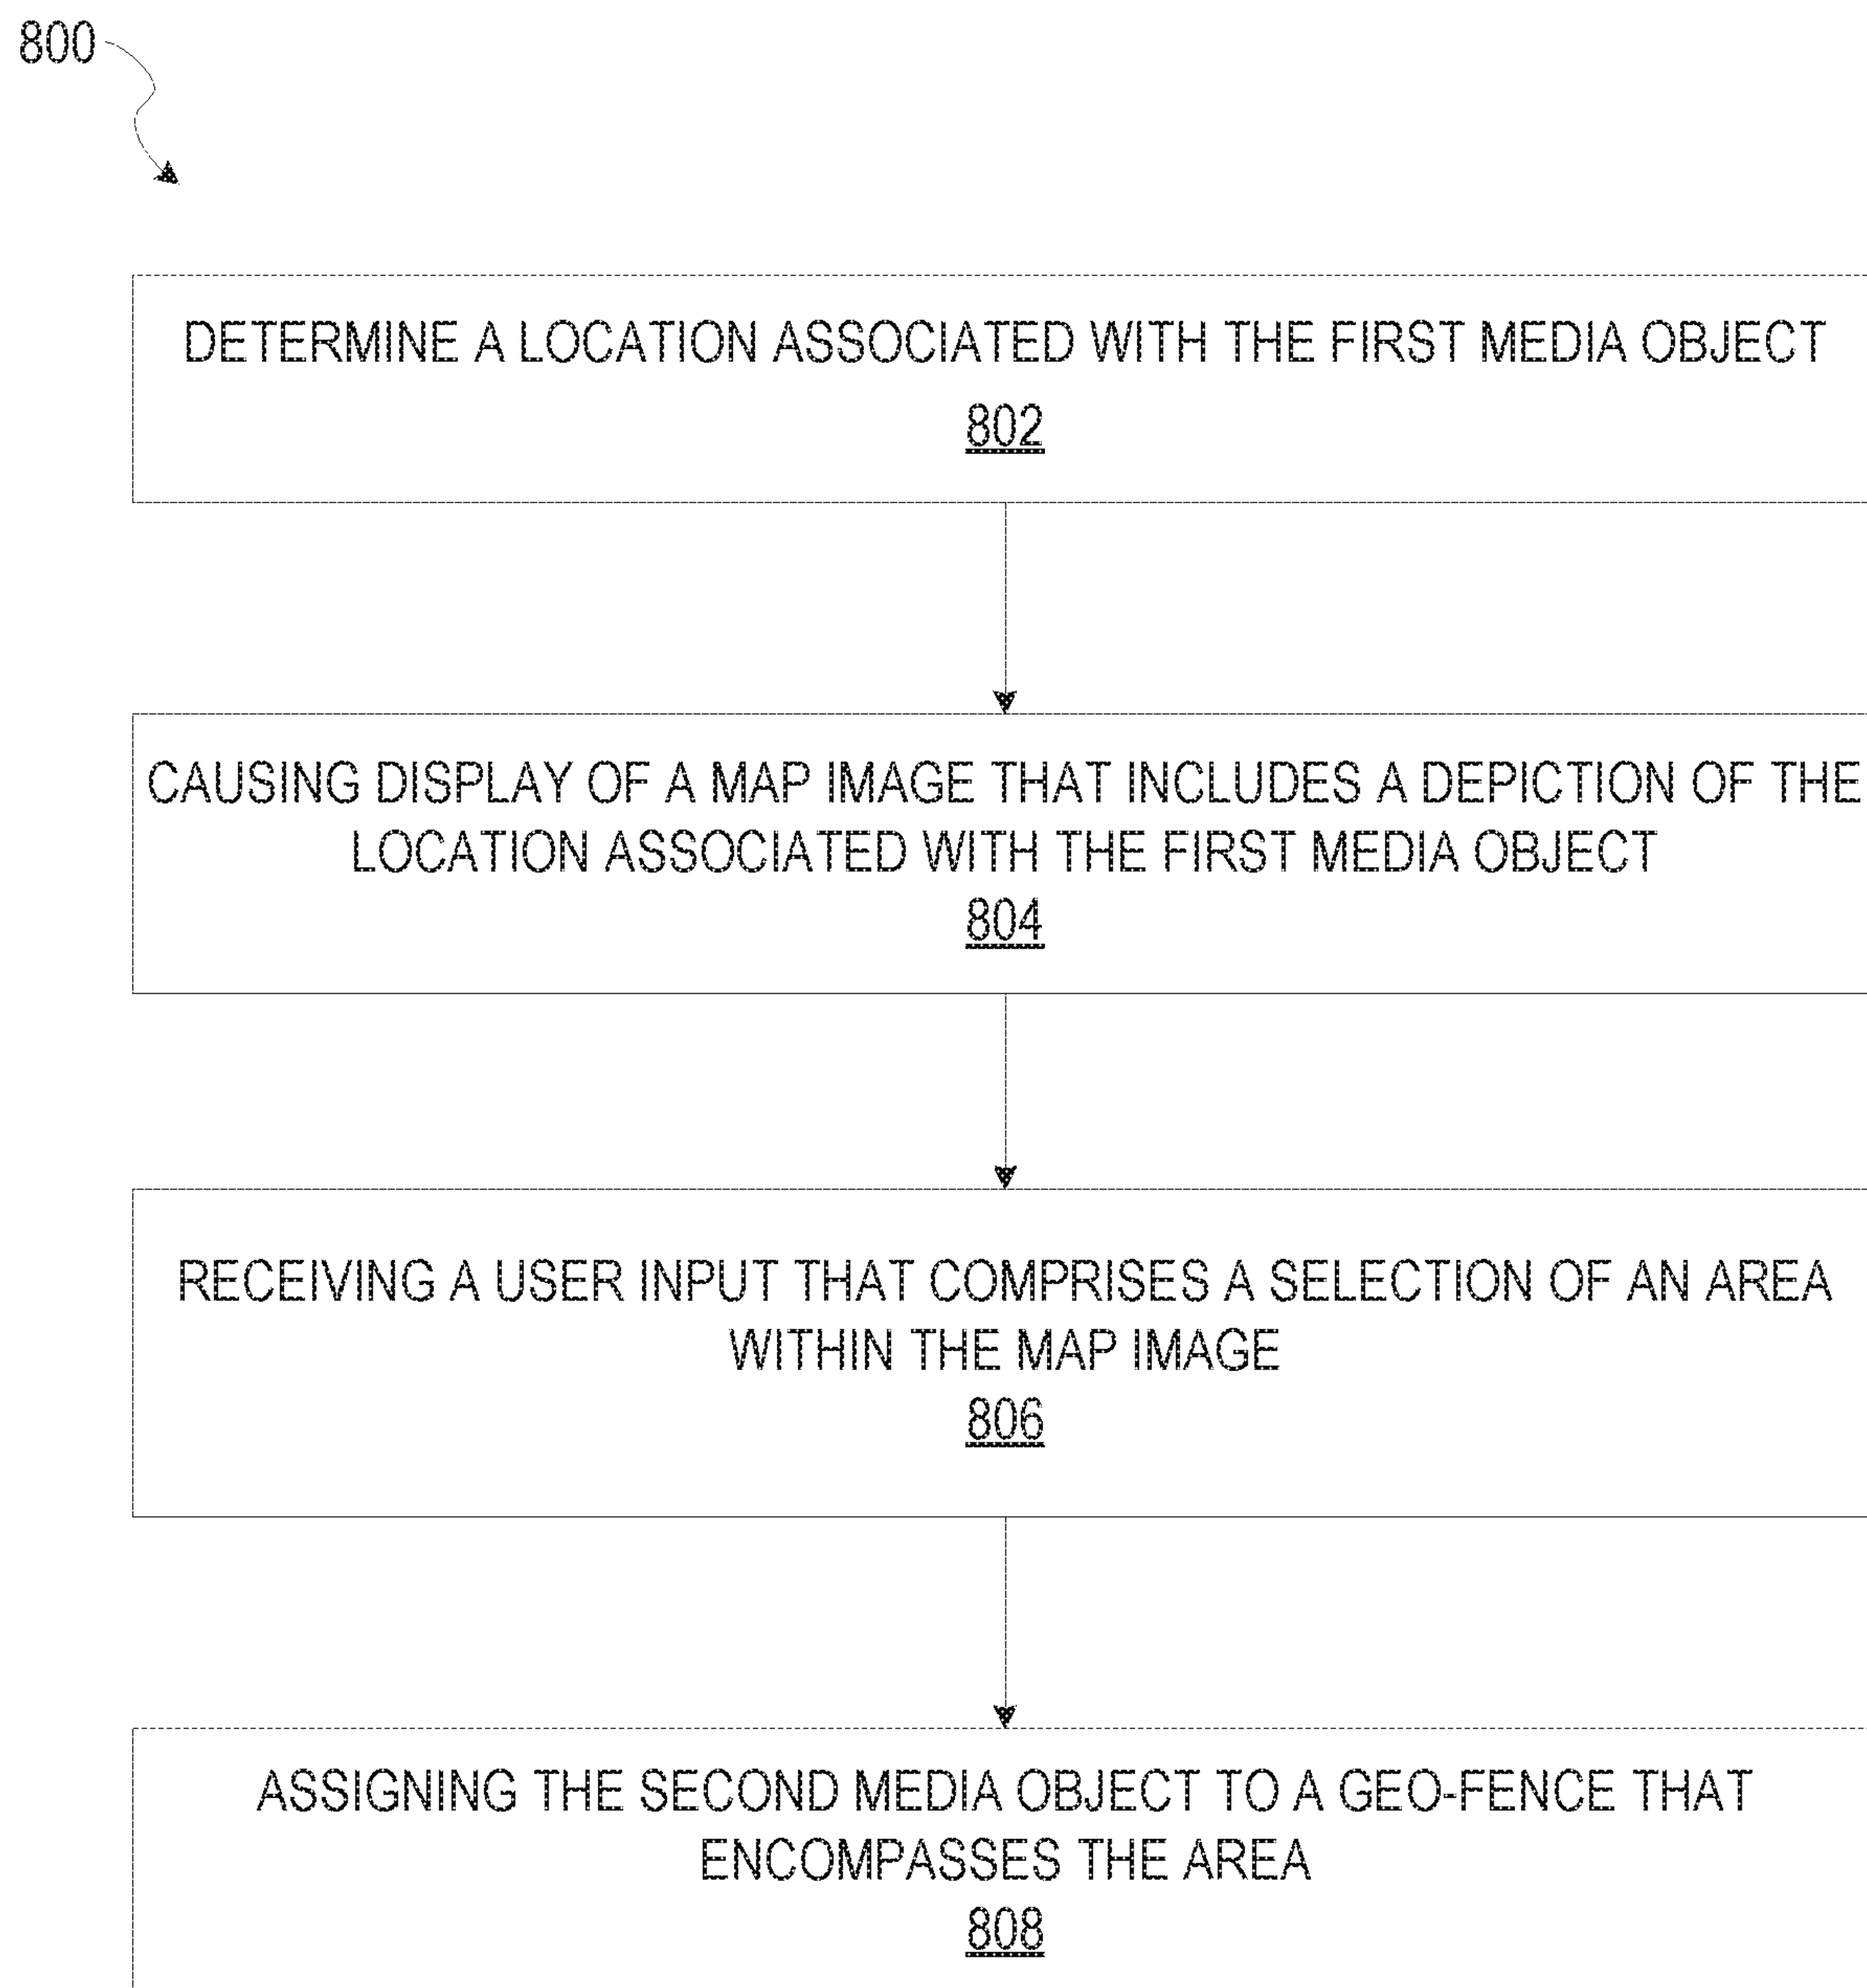 800
DETERMINE A LOCATION ASSOCIATED WITH THE FIRST MEDIA OBJECT
802
CAUSING DISPLAY OF A MAP IMAGE THAT INCLUDES A DEPICTION OF THE
LOCATION ASSOCIATED WITH THE FIRST MEDIA OBJECT
804
RECEIVING A USER INPUT THAT COMPRISES A SELECTION OF AN AREA
WITHIN THE MAP IMAGE
806
ASSIGNING THE SECOND MEDIA OBJECT TO A GEO-FENCE THAT
ENCOMPASSES THE AREA
808